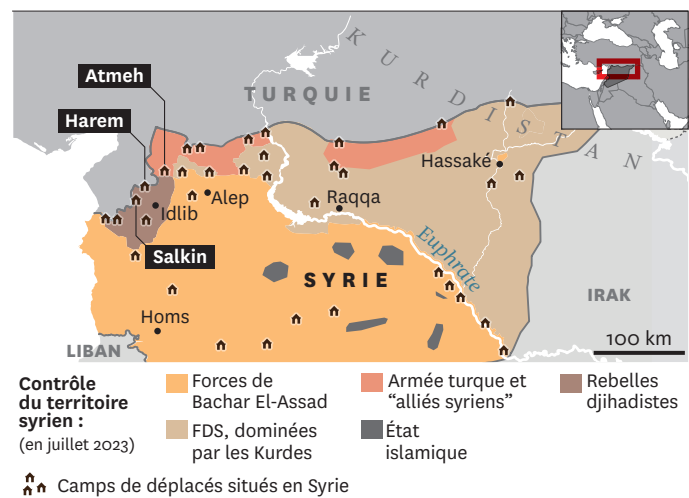 KURDISTAN
TURQUIE
Atmeh
Harem
Hassaké
Alep
Raqqa
Idlib
Salkin
Euphrate
SYRIE
IRAK
Homs
LIBAN
100 km
Contrôle
du territoire
syrien :
(en juillet 2023)
Forces de
Bachar El-Assad
FDS, dominées
par les Kurdes
Armée turque et
“alliés syriens”
État
islamique
Rebelles
djihadistes
Camps de déplacés situés en Syrie